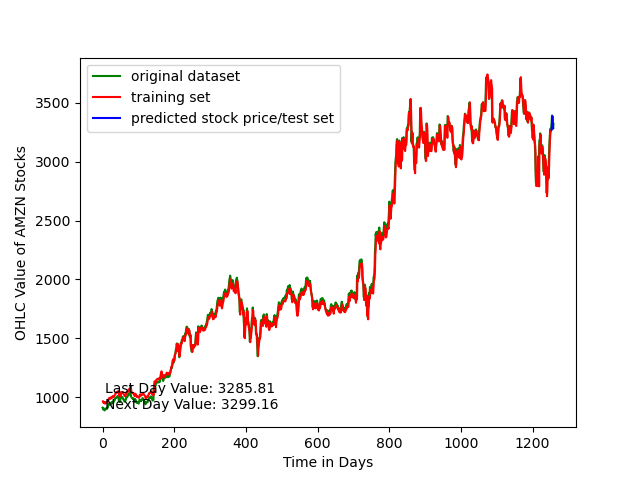 original dataset
training set
predicted stock price/test set
3500
3000
2500
2000
1500
1000
OHLC Value of AMZN Stocks
Last Day Value: 3285.81
Next Day Value: 3299.16
0
200
400
600
800
1000
1200
Time in Days